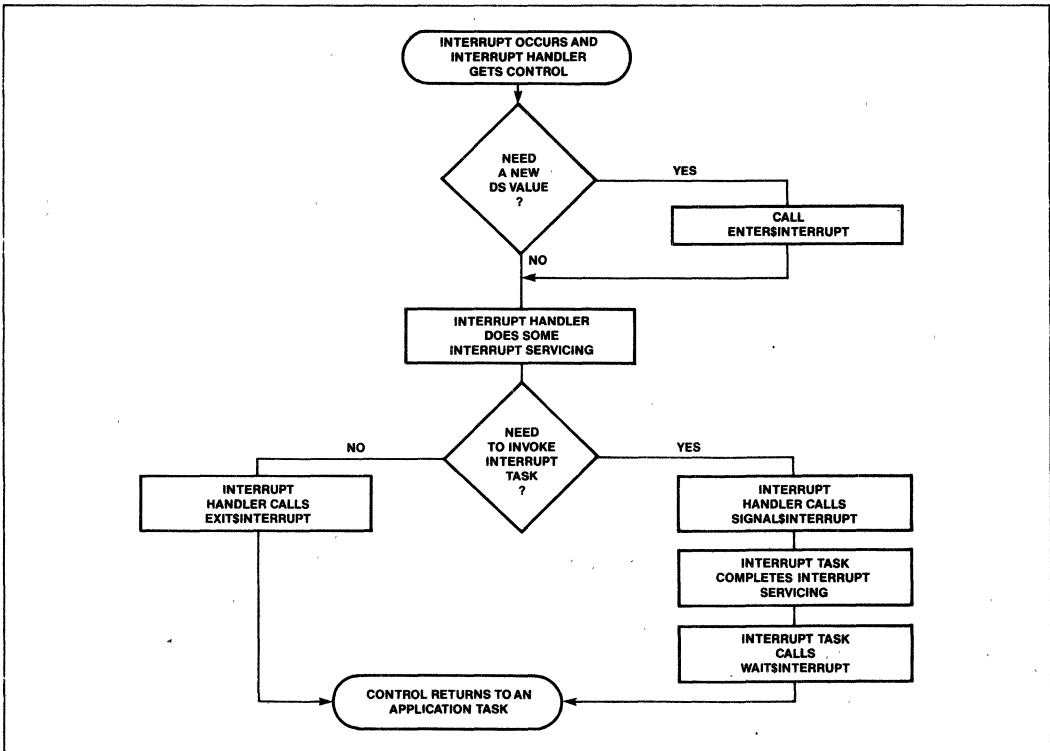 INTERRUPT OCCURS AND
INTERRUPT HANDLER
GETS CONTROL
NEED
A NEW
DS VALUE
?
YES
CALL
ENTER$INTERRUPT
NO
INTERRUPT HANDLER
DOES SOME
INTERRUPT SERVICING
NEED
TO INVOKE
INTERRUPT
TASK
?
NO
YES
INTERRUPT
HANDLER CALLS
EXIT$INTERRUPT
INTERRUPT
HANDLER CALLS
SIGNAL$INTERRUPT
INTERRUPT TASK
COMPLETES INTERRUPT
SERVICING
INTERRUPT TASK
CALLS
WAIT$INTERRUPT
CONTROL RETURNS TO AN
APPLICATION TASK